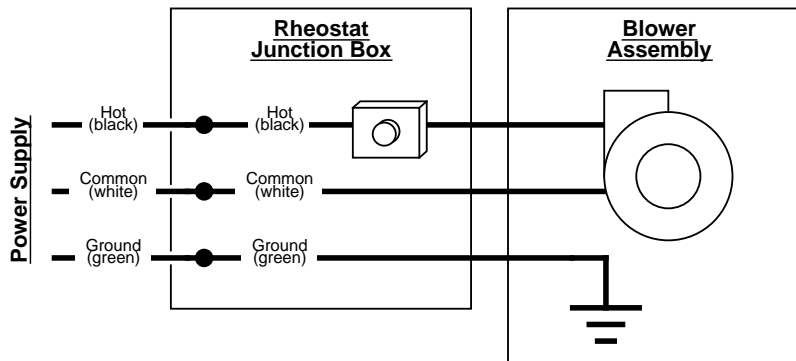 Rheostat
Junction Box
Blower
Assembly
Power Supply
Hot
(black)
Hot
(black)
Common
(white)
Common
(white)
Ground
(green)
Ground
(green)